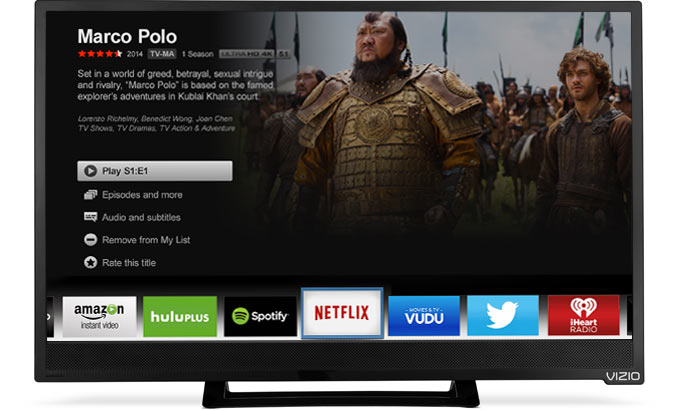 Marco Polo
2014 TV-MA 1 Season ULTRA HD 4K 5.1
Set in a world of greed, betrayal, sexual intrigue
and rivalry, "Marco Polo" is based on the famed
explorer's adventures in Kublai Khan's court.
Lorenzo Richelmy, Benedict Wong, Joan Chen
TV Shows, TV Dramas, TV Action & Adventure
Play S1:E1
Episodes and more
Audio and subtitles
Remove from My List
Rate this title
amazon
instant video
huluPLUS
Spotify
NETFLIX
MOVIES & TV
VUDU
iHeart
RADIO
VIZIO